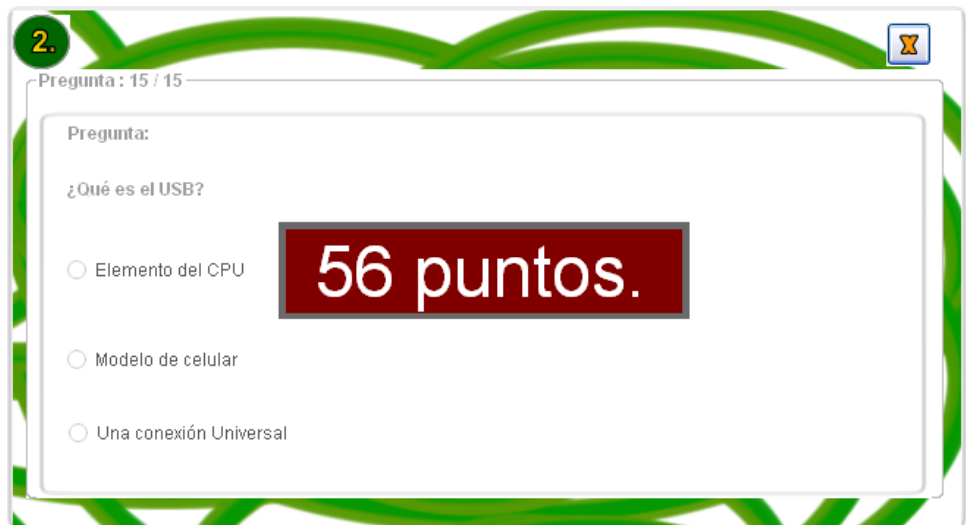 2.
X
Pregunta : 15 / 15
Pregunta:
¿Qué es el USB?
Elemento del CPU
56 puntos.
Modelo de celular
Una conexión Universal